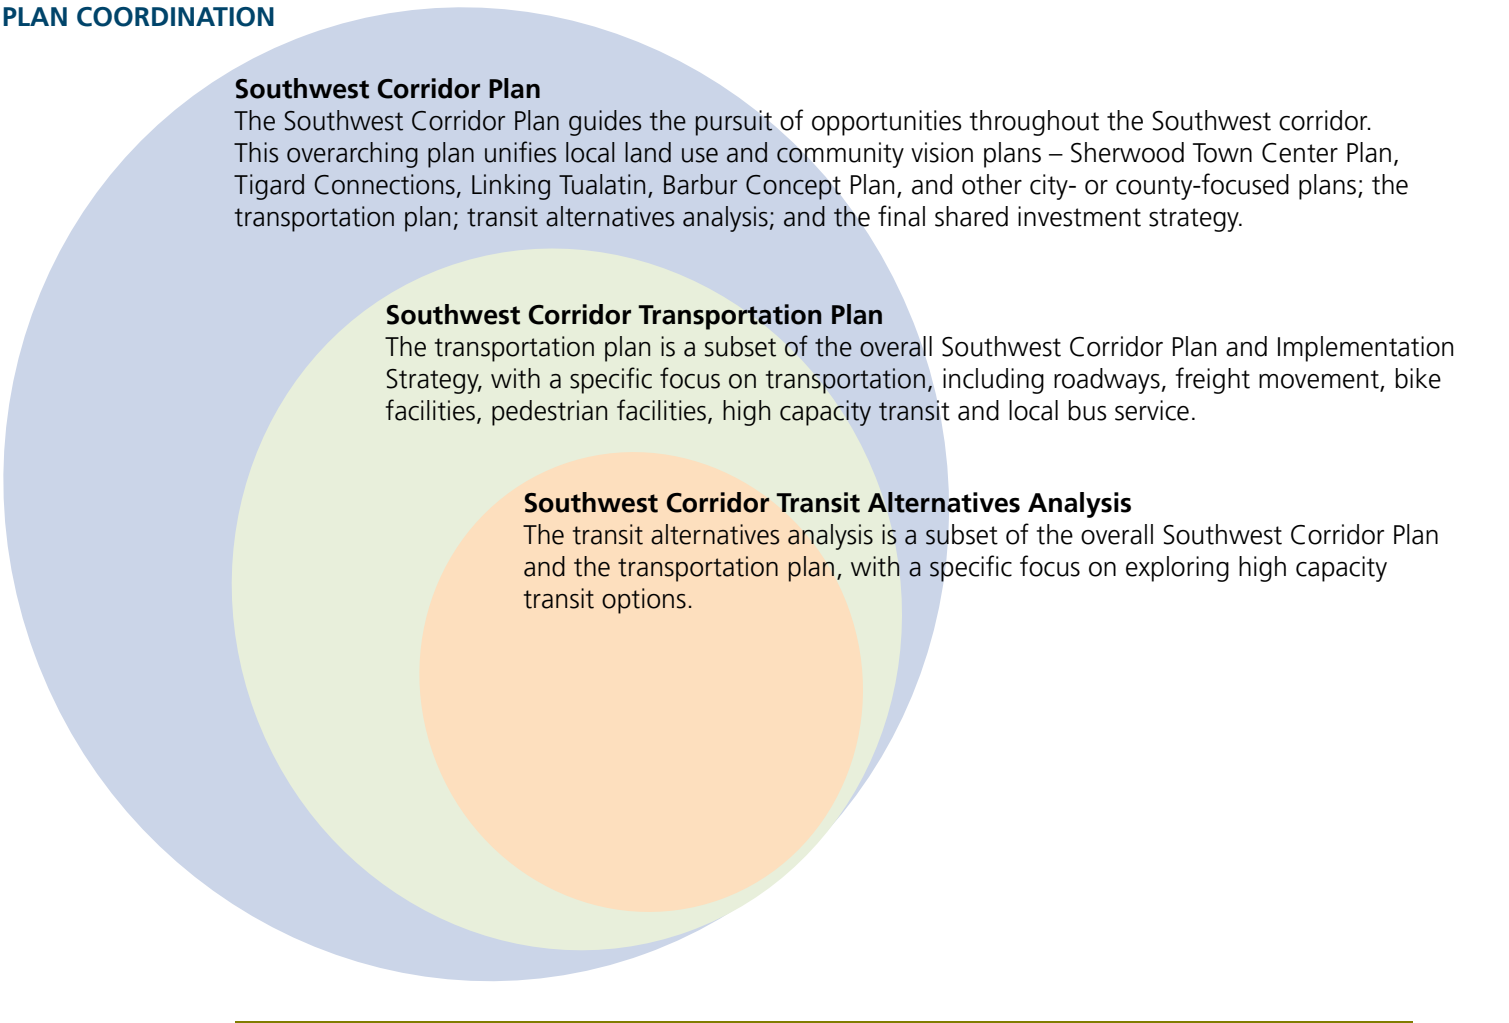 PLAN COORDINATION
Southwest Corridor Plan
The Southwest Corridor Plan guides the pursuit of opportunities throughout the Southwest corridor.
This overarching plan unifies local land use and community vision plans – Sherwood Town Center Plan,
Tigard Connections, Linking Tualatin, Barbur Concept Plan, and other city- or county-focused plans; the
transportation plan; transit alternatives analysis; and the final shared investment strategy.
Southwest Corridor Transportation Plan
The transportation plan is a subset of the overall Southwest Corridor Plan and Implementation
Strategy, with a specific focus on transportation, including roadways, freight movement, bike
facilities, pedestrian facilities, high capacity transit and local bus service.
Southwest Corridor Transit Alternatives Analysis
The transit alternatives analysis is a subset of the overall Southwest Corridor Plan
and the transportation plan, with a specific focus on exploring high capacity
transit options.